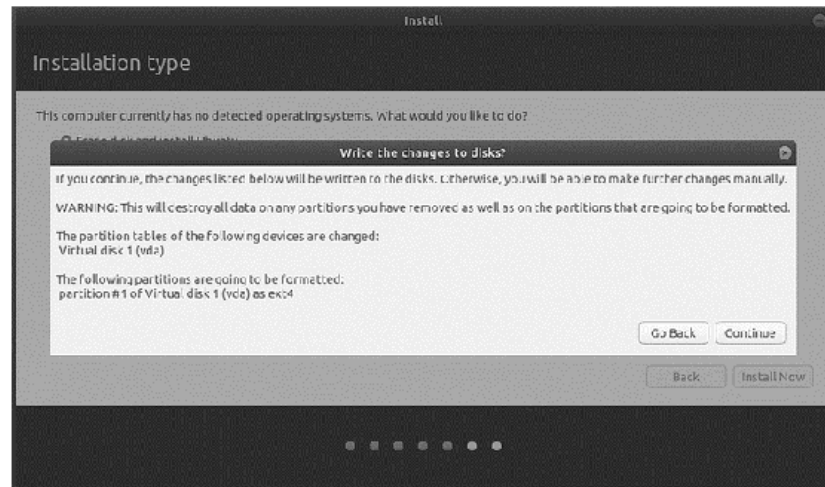 Install
Installation type
This computer currently has no detected operating systems. What would you like to do?
Erase disk and install Ubuntu
Write the changes to disks?
If you continue, the changes listed below will be written to the disks. Otherwise, you will be able to make further changes manually.
WARNING: This will destroy all data on any partitions you have removed as well as on the partitions that are going to be formatted.
The partition tables of the following devices are changed:
Virtual disk 1 (vda)
The following partitions are going to be formatted:
partition #1 of Virtual disk 1 (vda) as ext4
Go Back
Continue
Back
Install Now